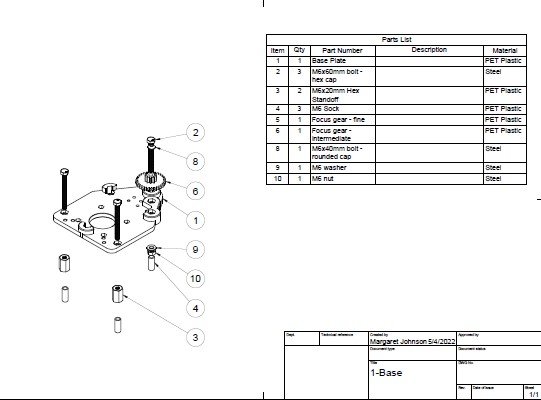 Parts List
Item Qty Part Number Description Material
1 1 Base Plate PET Plastic
2 3 M6x60mm bolt - Steel
hex cap
3 2 M6x20mm Hex PET Plastic
Standoff
4 3 M6 Sock PET Plastic
5 1 Focus gear - fine PET Plastic
6 1 Focus gear - PET Plastic
intermediate
8 1 M6x40mm bolt - Steel
rounded cap
9 1 M6 washer Steel
10 1 M6 nut Steel
2
8
6
1
9
10
4
3
Dept. Technical reference Created by Approved by
Margaret Johnson 5/4/2022
Document type Document status
Title DWG No.
1-Base
Rev. Date of issue Sheet
1/1